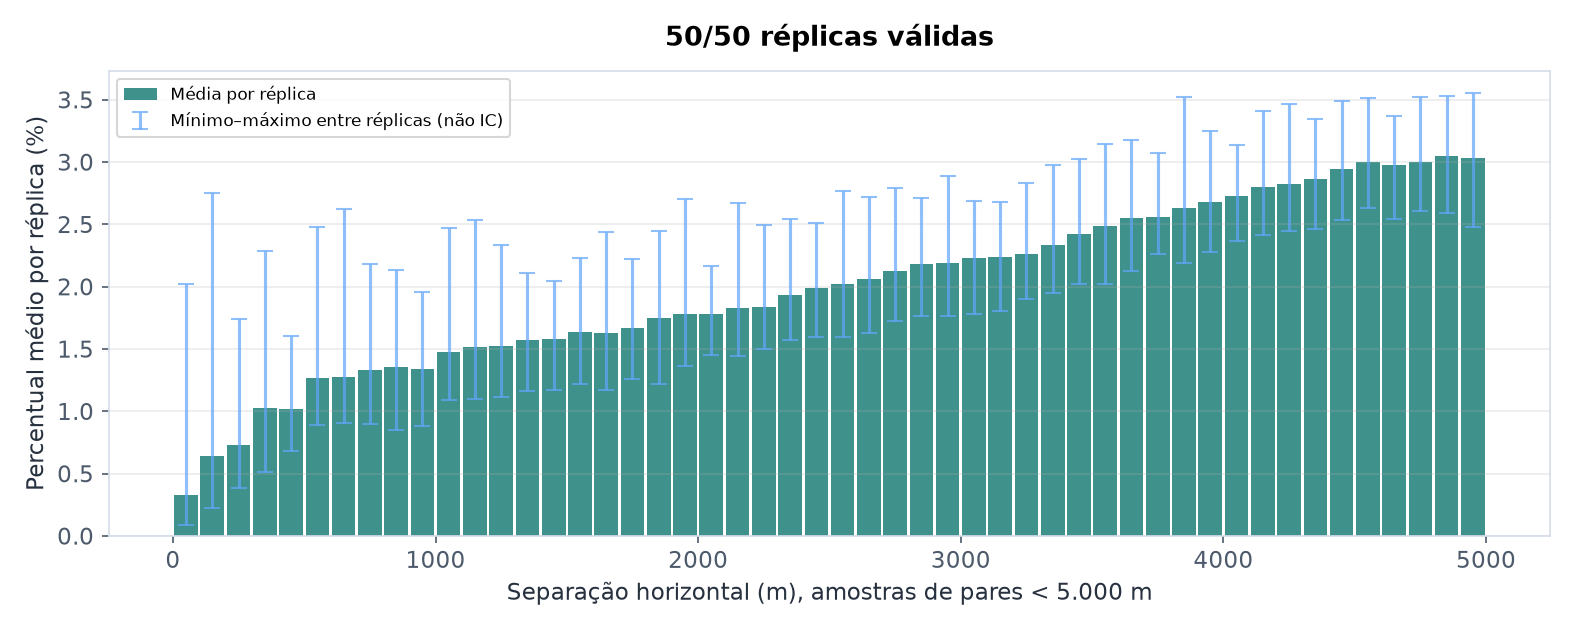 50/50 réplicas válidas
Média por réplica
Mínimo–máximo entre réplicas (não IC)
Percentual médio por réplica (%)
3.5
3.0
2.5
2.0
1.5
1.0
0.5
0.0
0 1000 2000 3000 4000 5000
Separação horizontal (m), amostras de pares < 5.000 m